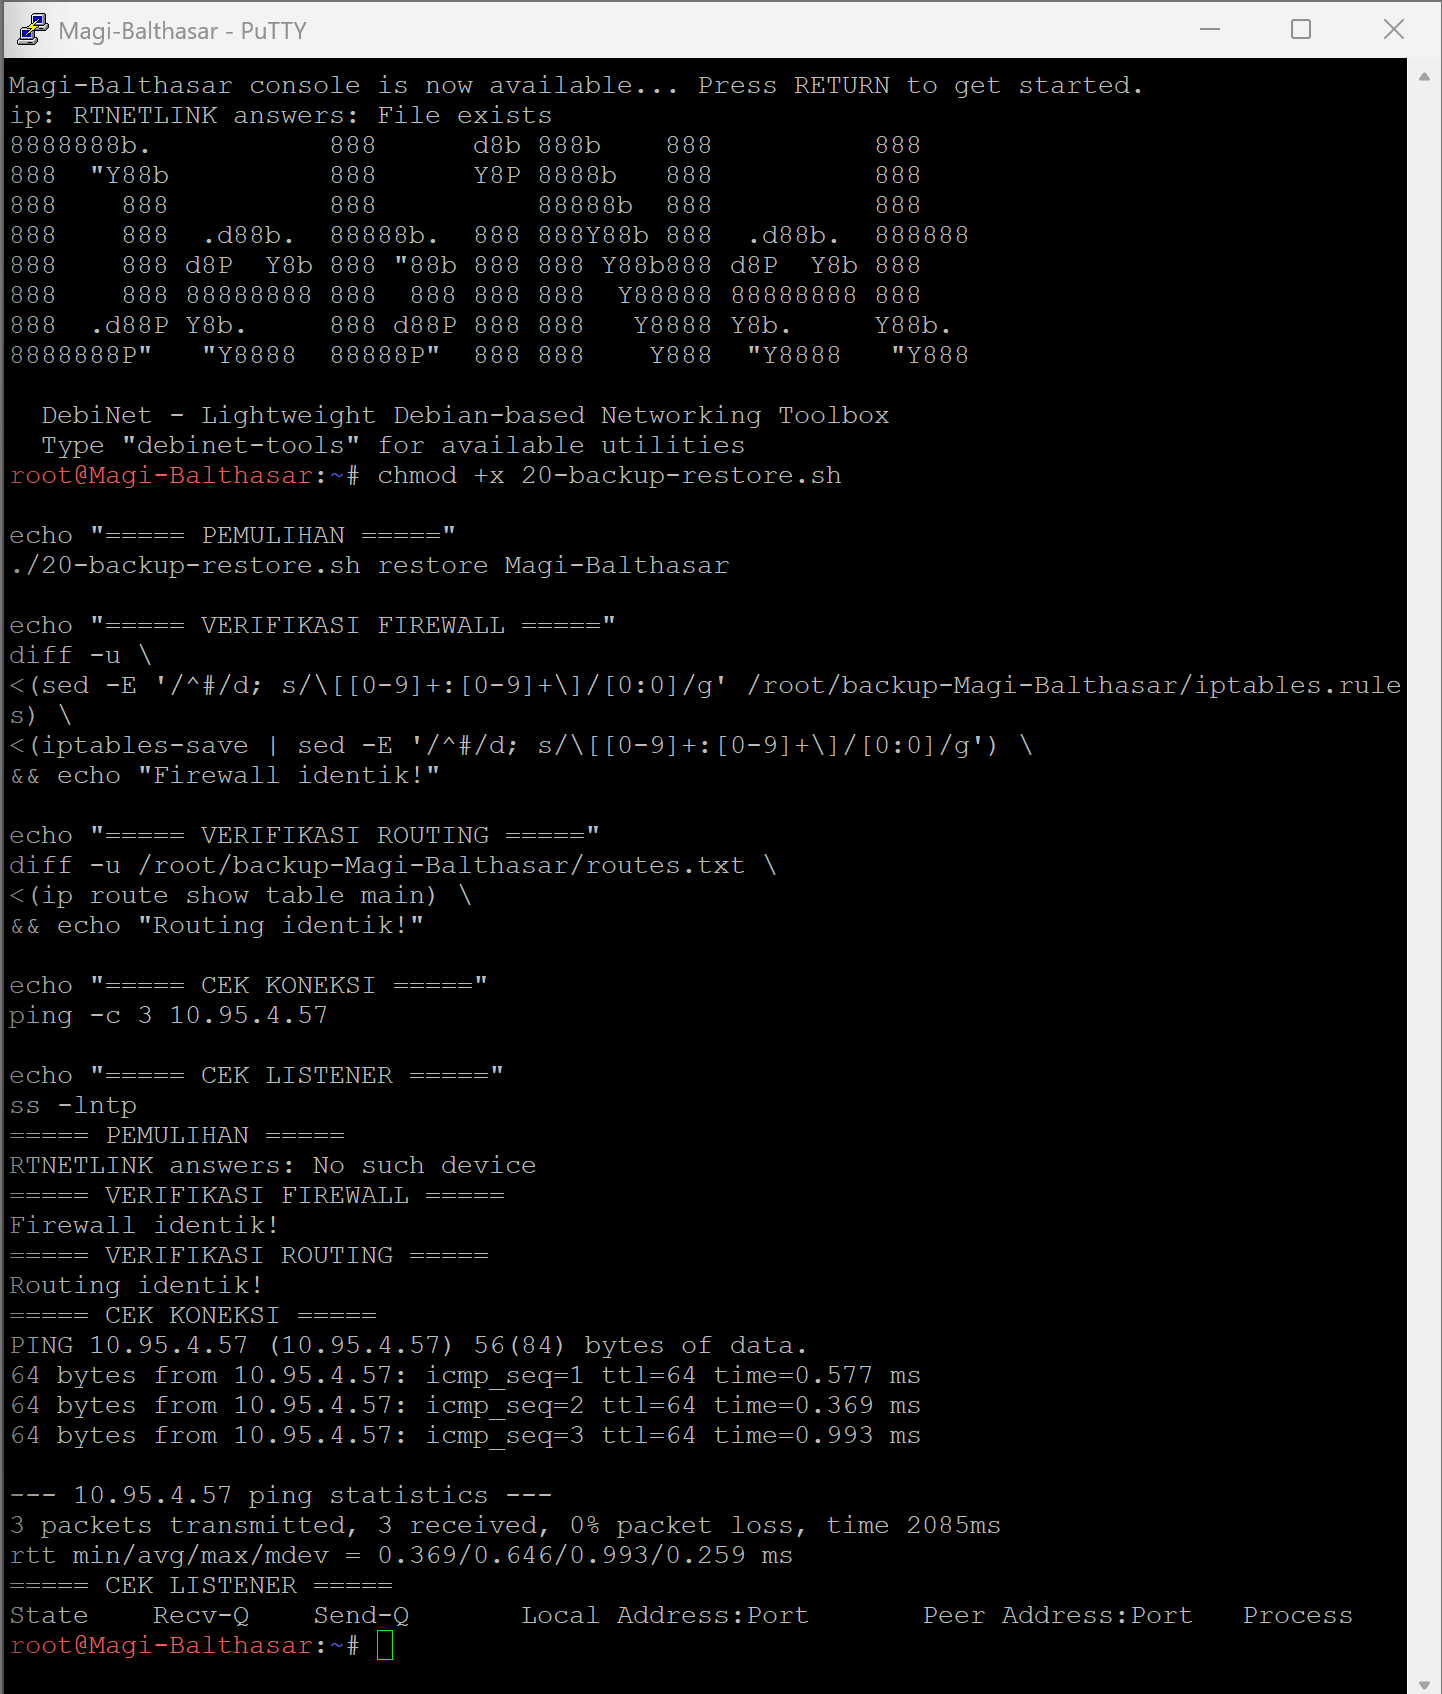 Magi-Balthasar - PuTTY
Magi-Balthasar console is now available... Press RETURN to get started.
ip: RTNETLINK answers: File exists
8888888b.           888      d8b 888b    888          888
888  "Y88b          888      Y8P 8888b   888          888
888    888          888          88888b  888          888
888    888  .d88b.  88888b.  888 888Y88b 888  .d88b.  888888
888    888 d8P  Y8b 888 "88b 888 888 Y88b888 d8P  Y8b 888
888    888 88888888 888  888 888 888  Y88888 88888888 888
888  .d88P Y8b.     888 d88P 888 888   Y8888 Y8b.     Y88b.
8888888P"   "Y8888  88888P"  888 888    Y888  "Y8888   "Y888
  DebiNet - Lightweight Debian-based Networking Toolbox
  Type "debinet-tools" for available utilities
root@Magi-Balthasar:~# chmod +x 20-backup-restore.sh
echo "===== PEMULIHAN ====="
./20-backup-restore.sh restore Magi-Balthasar
echo "===== VERIFIKASI FIREWALL ====="
diff -u \
<(sed -E '/^#/d; s/\[[0-9]+:[0-9]+\]/[0:0]/g' /root/backup-Magi-Balthasar/iptables.rule
s) \
<(iptables-save | sed -E '/^#/d; s/\[[0-9]+:[0-9]+\]/[0:0]/g') \
&& echo "Firewall identik!"
echo "===== VERIFIKASI ROUTING ====="
diff -u /root/backup-Magi-Balthasar/routes.txt \
<(ip route show table main) \
&& echo "Routing identik!"
echo "===== CEK KONEKSI ====="
ping -c 3 10.95.4.57
echo "===== CEK LISTENER ====="
ss -lntp
===== PEMULIHAN =====
RTNETLINK answers: No such device
===== VERIFIKASI FIREWALL =====
Firewall identik!
===== VERIFIKASI ROUTING =====
Routing identik!
===== CEK KONEKSI =====
PING 10.95.4.57 (10.95.4.57) 56(84) bytes of data.
64 bytes from 10.95.4.57: icmp_seq=1 ttl=64 time=0.577 ms
64 bytes from 10.95.4.57: icmp_seq=2 ttl=64 time=0.369 ms
64 bytes from 10.95.4.57: icmp_seq=3 ttl=64 time=0.993 ms
--- 10.95.4.57 ping statistics ---
3 packets transmitted, 3 received, 0% packet loss, time 2085ms
rtt min/avg/max/mdev = 0.369/0.646/0.993/0.259 ms
===== CEK LISTENER =====
State    Recv-Q    Send-Q       Local Address:Port       Peer Address:Port   Process
root@Magi-Balthasar:~#